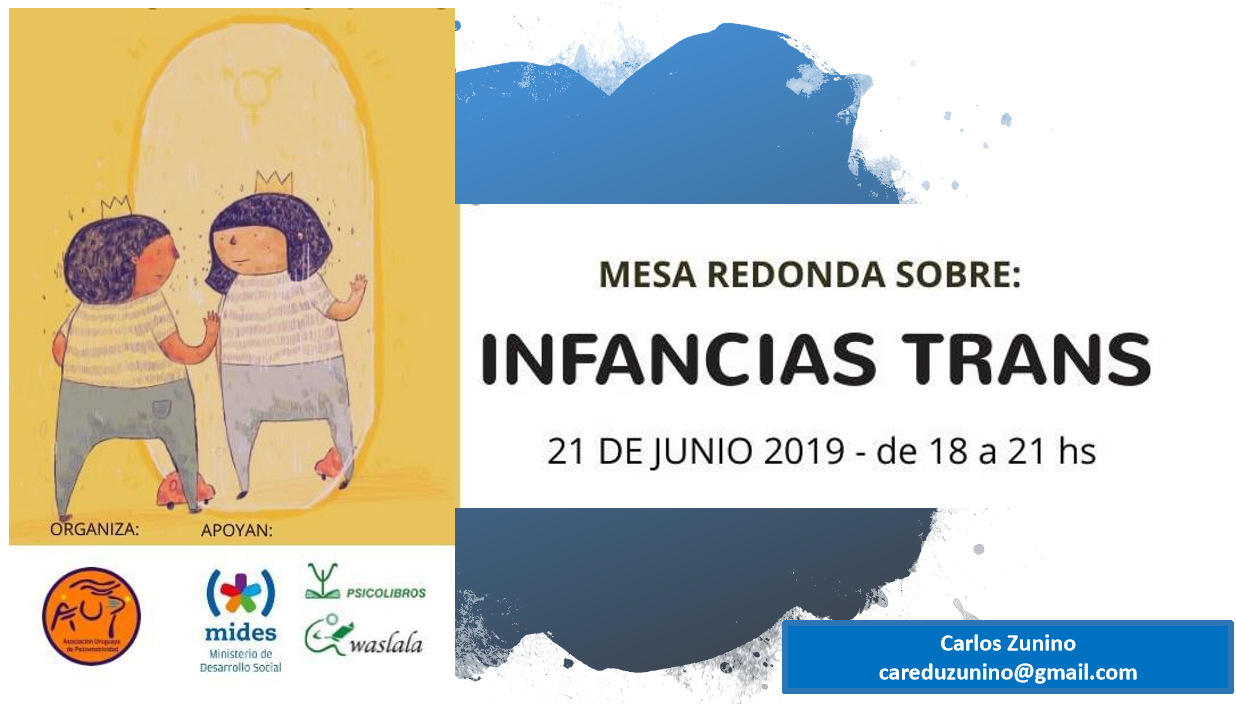 MESA REDONDA SOBRE:
INFANCIAS TRANS
21 DE JUNIO 2019 - de 18 a 21 hs
ORGANIZA:
APOYAN:
AUP
Asociación Uruguaya
de Psicomotricidad
mides
Ministerio de
Desarrollo Social
PSICOLIBROS
waslala
Carlos Zunino
careduzunino@gmail.com